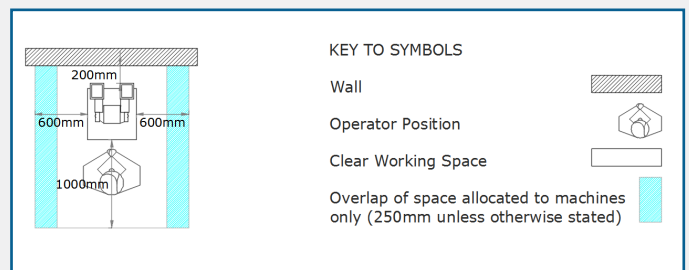 KEY TO SYMBOLS
200mm
Wall
600mm 600mm
Operator Position
Clear Working Space
1000mm
Overlap of space allocated to machines
only (250mm unless otherwise stated)